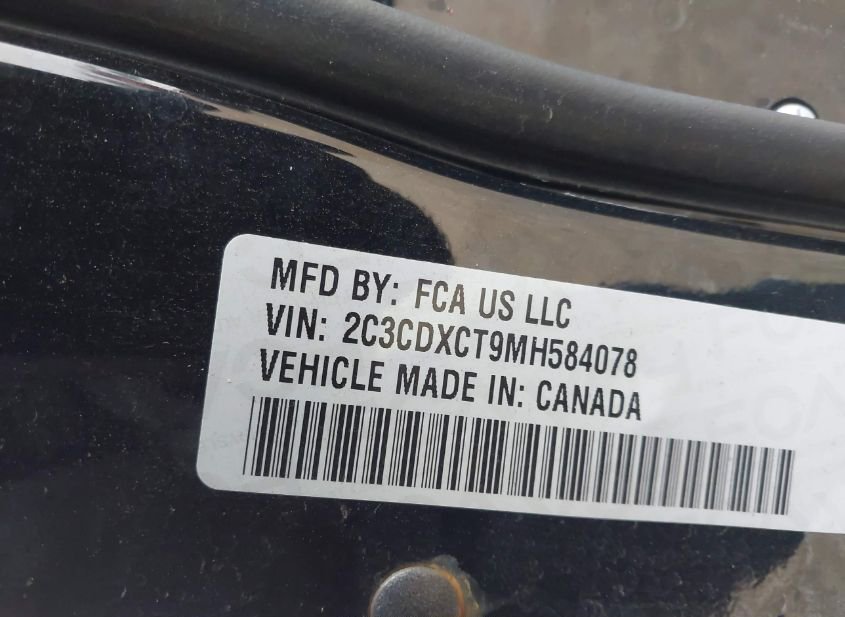 MFD BY: FCA US LLC
VIN: 2C3CDXCT9MH584078
VEHICLE MADE IN: CANADA